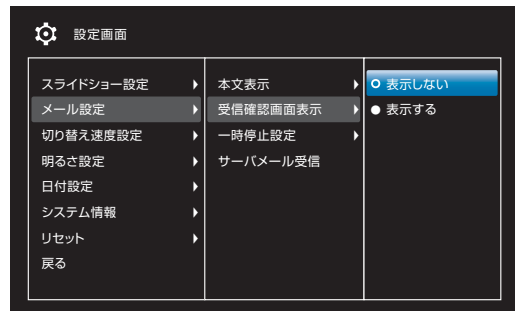 設定画面
スライドショー設定
メール設定
切り替え速度設定
明るさ設定
日付設定
システム情報
リセット
戻る
本文表示
受信確認画面表示
一時停止設定
サーバメール受信
表示しない
表示する